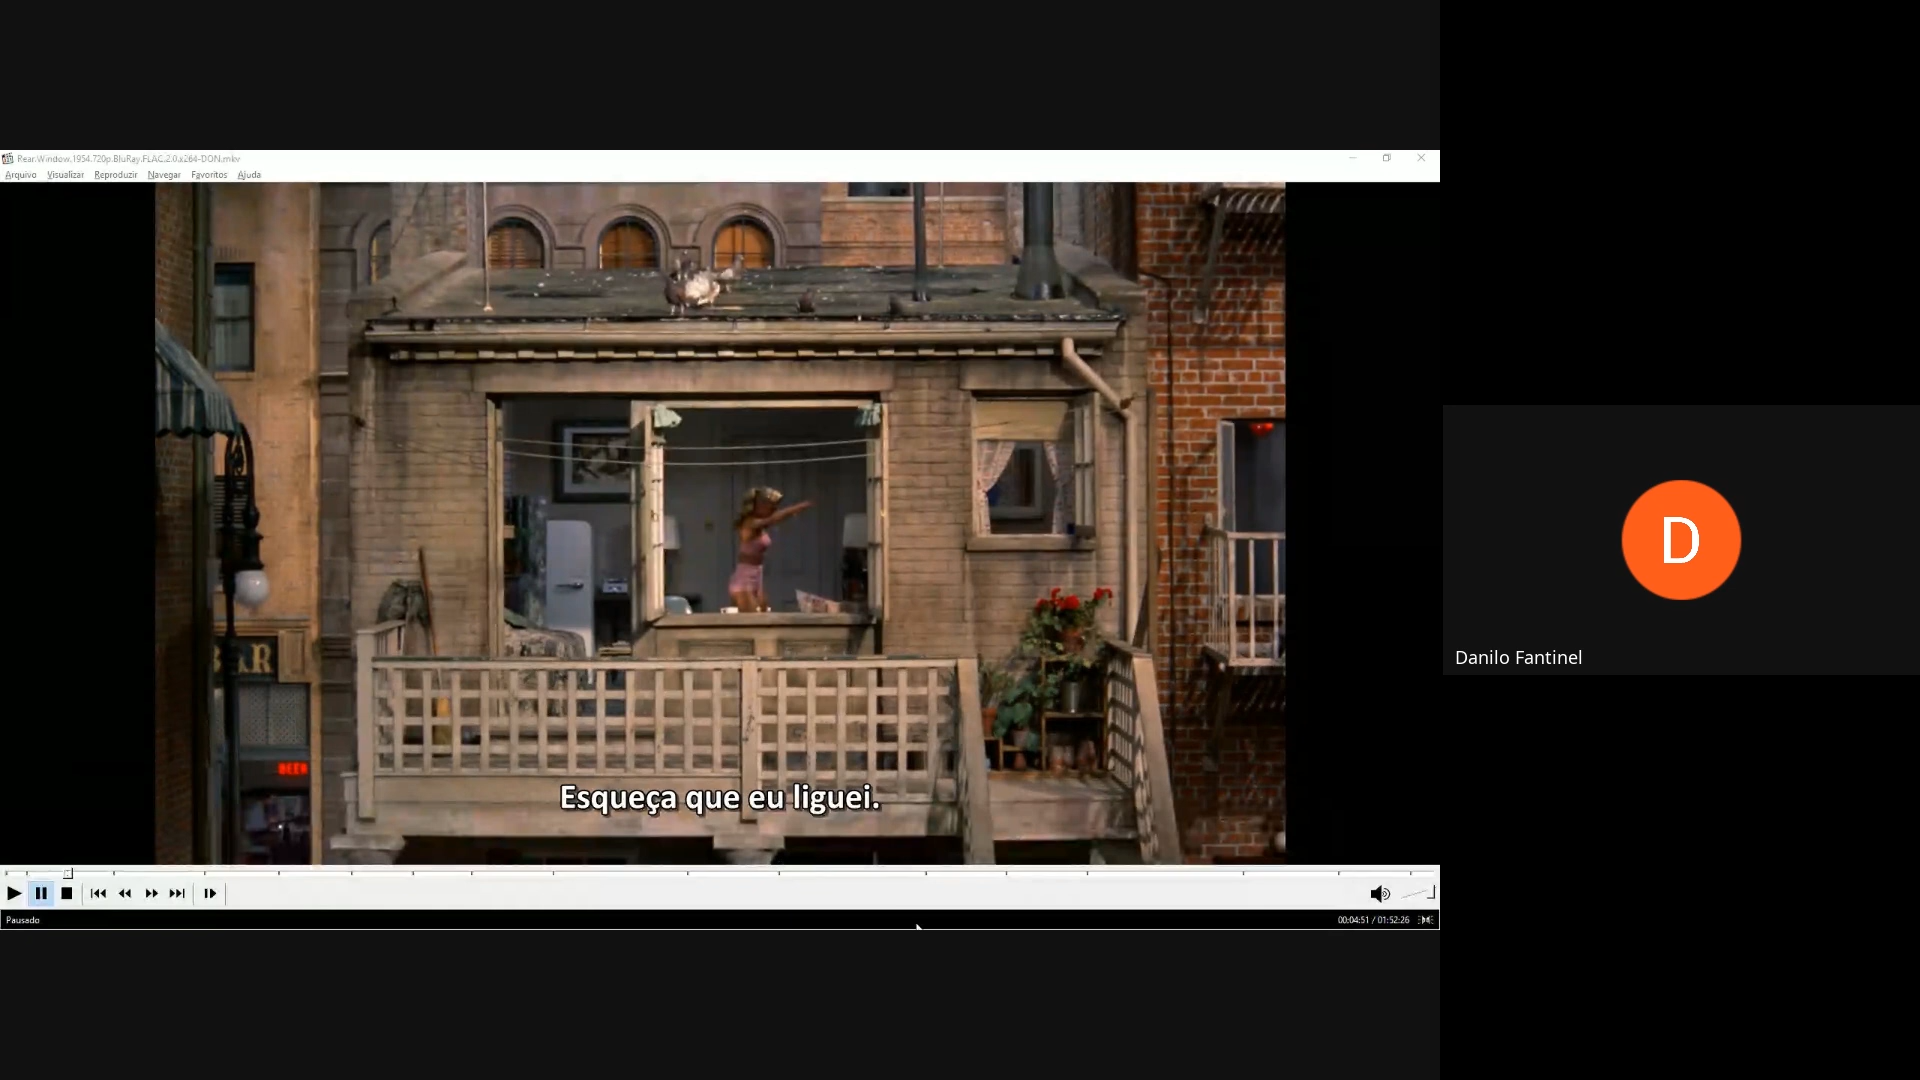 Rear.Window.1954.720p.BluRay.FLAC.2.0.x264-DON.mkv
Arquivo Visualizar Reproduzir Navegar Favoritos Ajuda
BAR
BEER
Esqueça que eu liguei.
Pausado
00:04:51 / 01:52:26
D
Danilo Fantinel